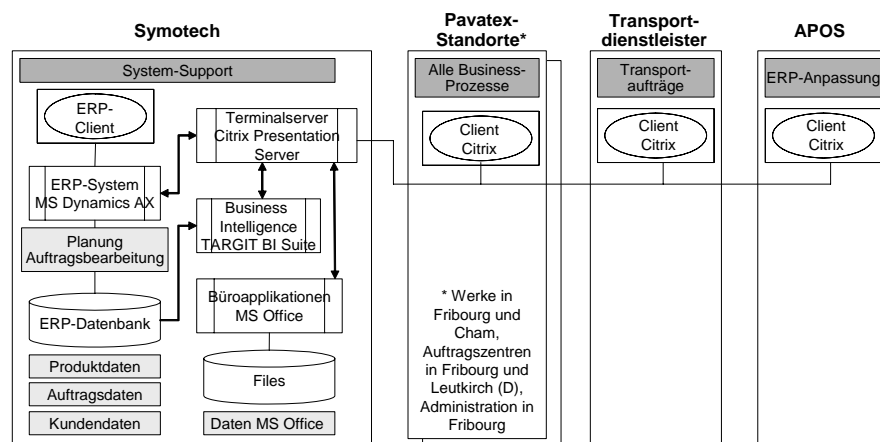 Symotech
System-Support
ERP-
Client
Terminalserver
Citrix Presentation
Server
ERP-System
MS Dynamics AX
Business
Intelligence
TARGIT BI Suite
Planung
Auftragsbearbeitung
Büroapplikationen
MS Office
ERP-Datenbank
Produktdaten
Auftragsdaten
Kundendaten
Files
Daten MS Office
Pavatex-
Standorte*
Alle Business-
Prozesse
Client
Citrix
* Werke in
Fribourg und
Cham,
Auftragszentren
in Fribourg und
Leutkirch (D),
Administration in
Fribourg
Transport-
dienstleister
Transport-
aufträge
Client
Citrix
APOS
ERP-Anpassung
Client
Citrix